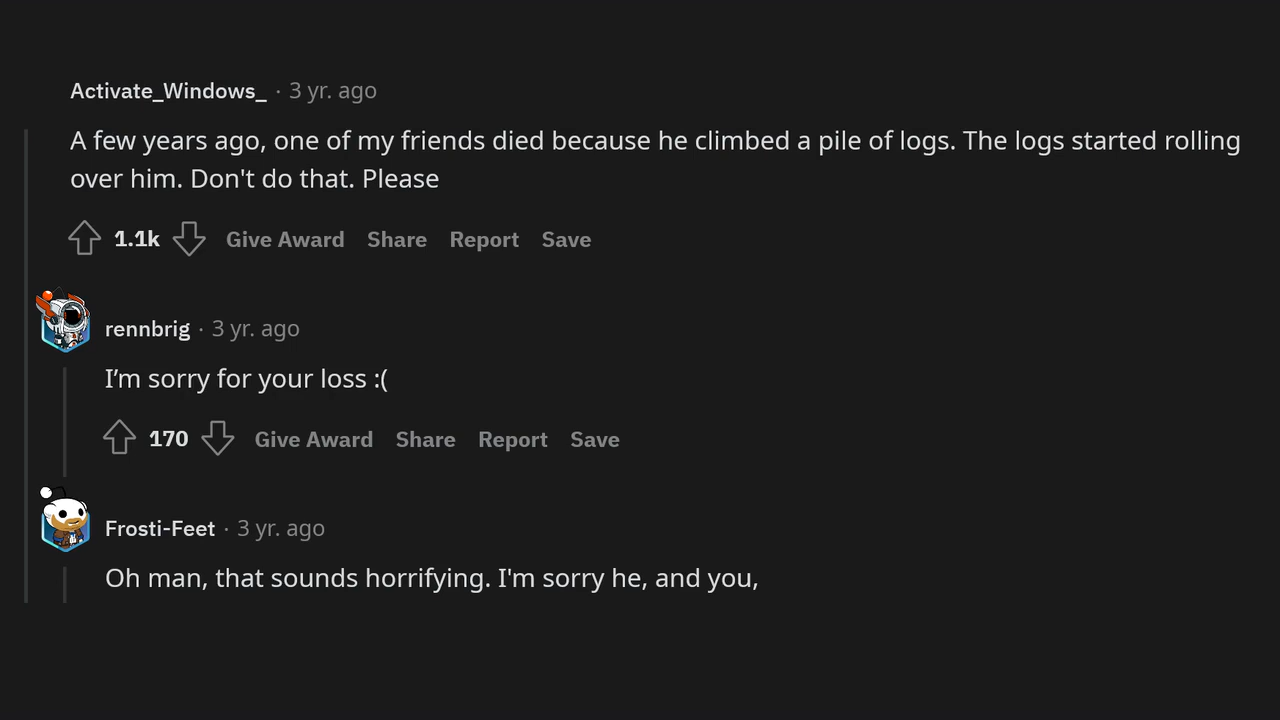 Activate_Windows_ · 3 yr. ago
A few years ago, one of my friends died because he climbed a pile of logs. The logs started rolling
over him. Don't do that. Please
1.1k Give Award Share Report Save
rennbrig · 3 yr. ago
I’m sorry for your loss :(
170 Give Award Share Report Save
Frosti-Feet · 3 yr. ago
Oh man, that sounds horrifying. I'm sorry he, and you,